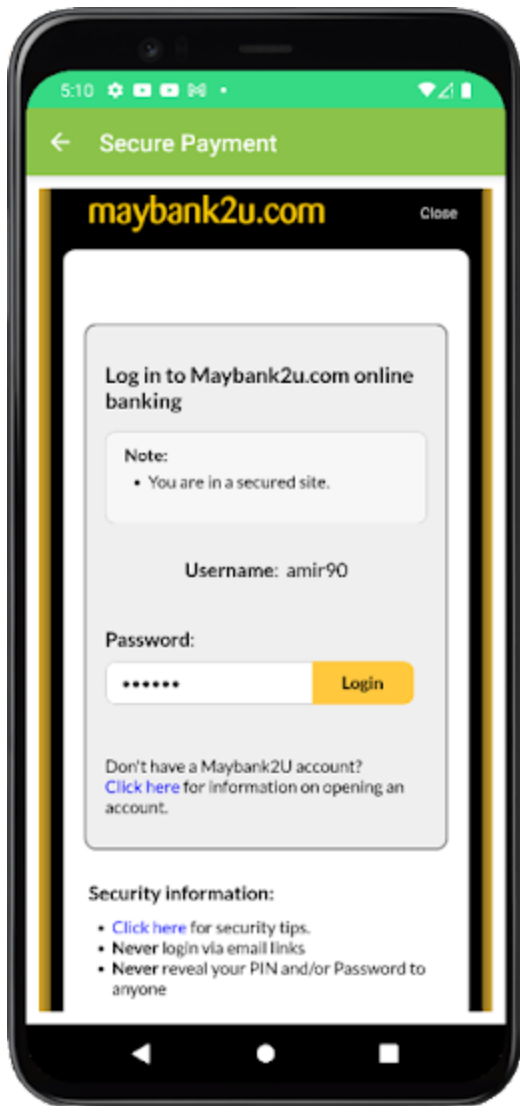 5:10
Secure Payment
maybank2u.com
Close
Log in to Maybank2u.com online
banking
Note:
• You are in a secured site.
Username: amir90
Password:
••••••
Login
Don't have a Maybank2U account?
Click here for information on opening an
account.
Security information:
• Click here for security tips.
• Never login via email links
• Never reveal your PIN and/or Password to
anyone